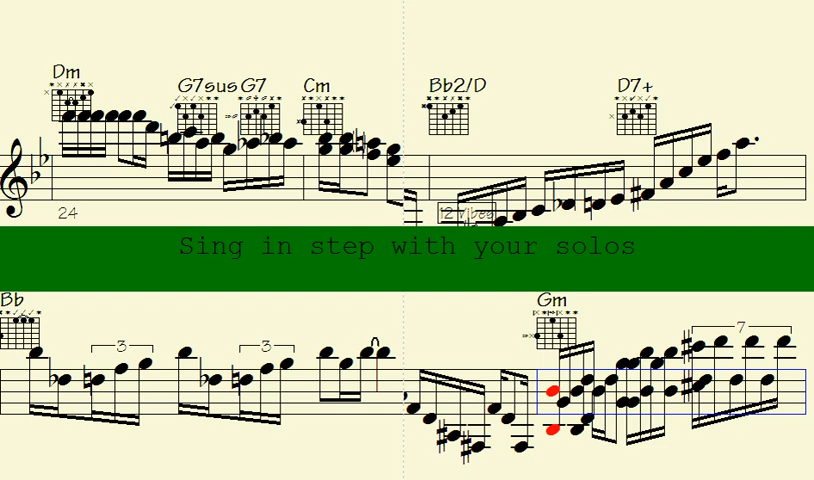 Dm G7sus G7 Cm Bb2/D D7+
24 12 Vibes
Sing in step with your solos
Bb Gm
3 3 7